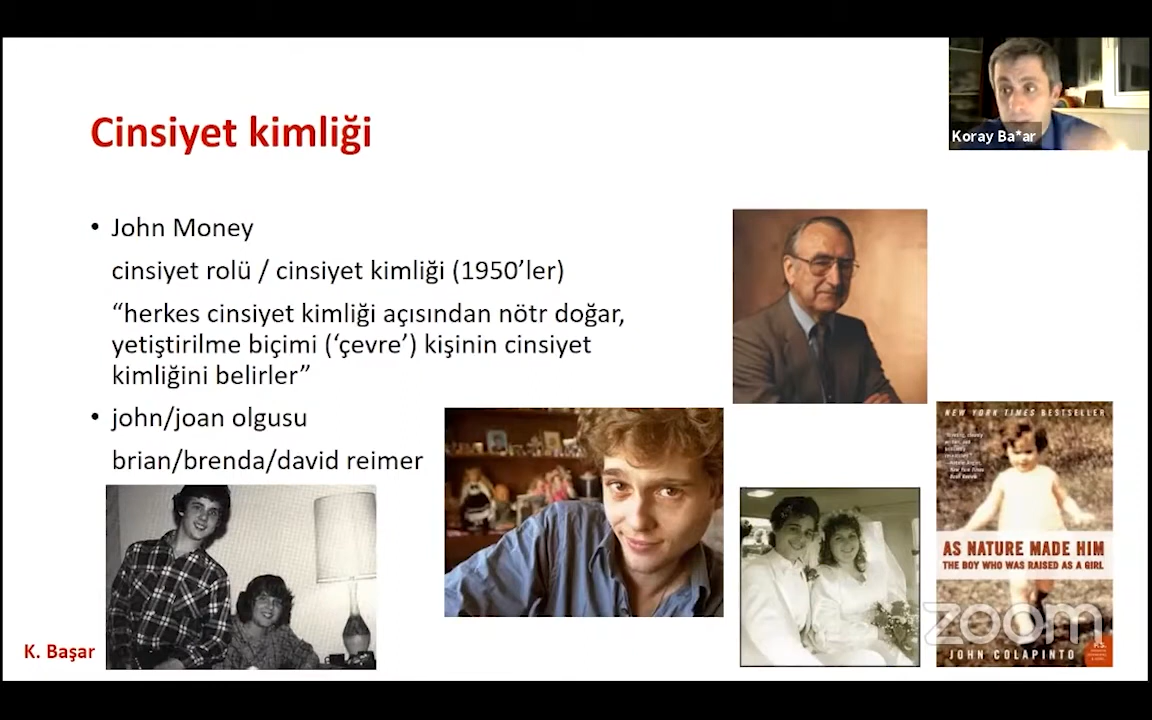 Koray Ba*ar
Cinsiyet kimliği
• John Money
cinsiyet rolü / cinsiyet kimliği (1950’ler)
“herkes cinsiyet kimliği açısından nötr doğar,
yetiştirilme biçimi (‘çevre’) kişinin cinsiyet
kimliğini belirler”
• john/joan olgusu
brian/brenda/david reimer
NEW YORK TIMES BESTSELLER
AS NATURE MADE HIM
THE BOY WHO WAS RAISED AS A GIRL
JOHN COLAPINTO
zoom
K. Başar